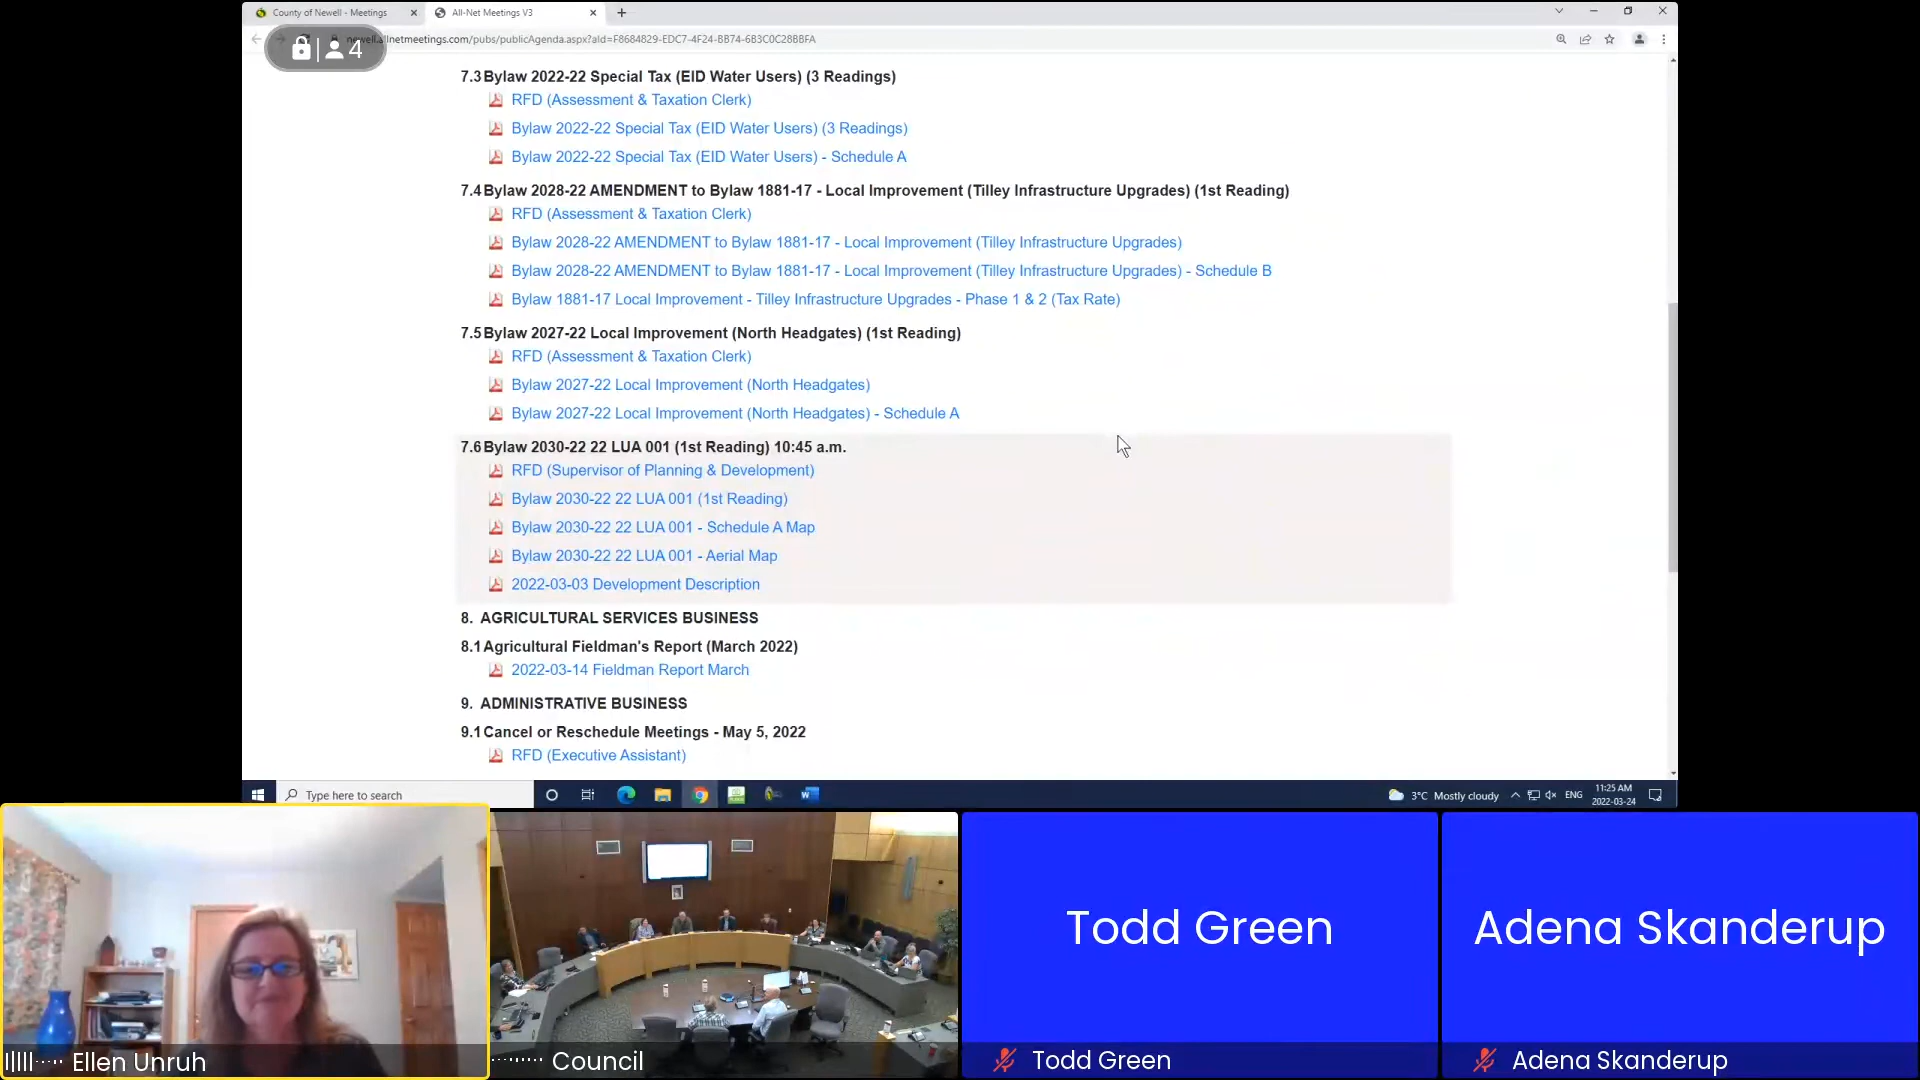 County of Newell - Meetings
All-Net Meetings V3
4
newell.allnetmeetings.com/pubs/publicAgenda.aspx?aId=F8684829-EDC7-4F24-BB74-6B3C0C28BBFA
7.3 Bylaw 2022-22 Special Tax (EID Water Users) (3 Readings)
RFD (Assessment & Taxation Clerk)
Bylaw 2022-22 Special Tax (EID Water Users) (3 Readings)
Bylaw 2022-22 Special Tax (EID Water Users) - Schedule A
7.4 Bylaw 2028-22 AMENDMENT to Bylaw 1881-17 - Local Improvement (Tilley Infrastructure Upgrades) (1st Reading)
RFD (Assessment & Taxation Clerk)
Bylaw 2028-22 AMENDMENT to Bylaw 1881-17 - Local Improvement (Tilley Infrastructure Upgrades)
Bylaw 2028-22 AMENDMENT to Bylaw 1881-17 - Local Improvement (Tilley Infrastructure Upgrades) - Schedule B
Bylaw 1881-17 Local Improvement - Tilley Infrastructure Upgrades - Phase 1 & 2 (Tax Rate)
7.5 Bylaw 2027-22 Local Improvement (North Headgates) (1st Reading)
RFD (Assessment & Taxation Clerk)
Bylaw 2027-22 Local Improvement (North Headgates)
Bylaw 2027-22 Local Improvement (North Headgates) - Schedule A
7.6 Bylaw 2030-22 22 LUA 001 (1st Reading) 10:45 a.m.
RFD (Supervisor of Planning & Development)
Bylaw 2030-22 22 LUA 001 (1st Reading)
Bylaw 2030-22 22 LUA 001 - Schedule A Map
Bylaw 2030-22 22 LUA 001 - Aerial Map
2022-03-03 Development Description
8. AGRICULTURAL SERVICES BUSINESS
8.1 Agricultural Fieldman's Report (March 2022)
2022-03-14 Fieldman Report March
9. ADMINISTRATIVE BUSINESS
9.1 Cancel or Reschedule Meetings - May 5, 2022
RFD (Executive Assistant)
Type here to search
3°C Mostly cloudy
ENG
11:25 AM
2022-03-24
Todd Green
Adena Skanderup
Ellen Unruh
Council
Todd Green
Adena Skanderup